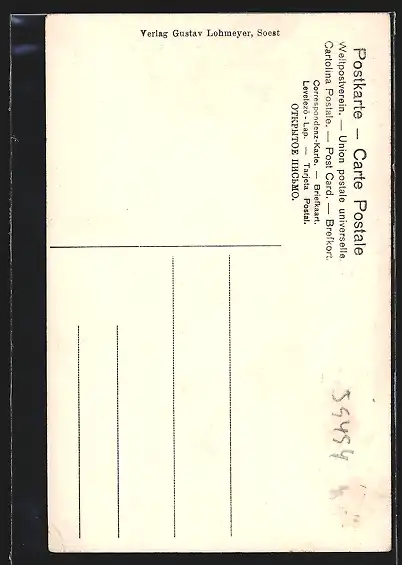 Verlag Gustav Lohmeyer, Soest
Postkarte — Carte Postale
Weltpostverein. — Union postale universelle.
Cartolina Postale. — Post Card. — Brefkort.
Correspondenz-Karte. — Briefkaart.
Levelező-Lap. — Tarjeta Postal.
ОТКРЫТОЕ ПИСЬМО.